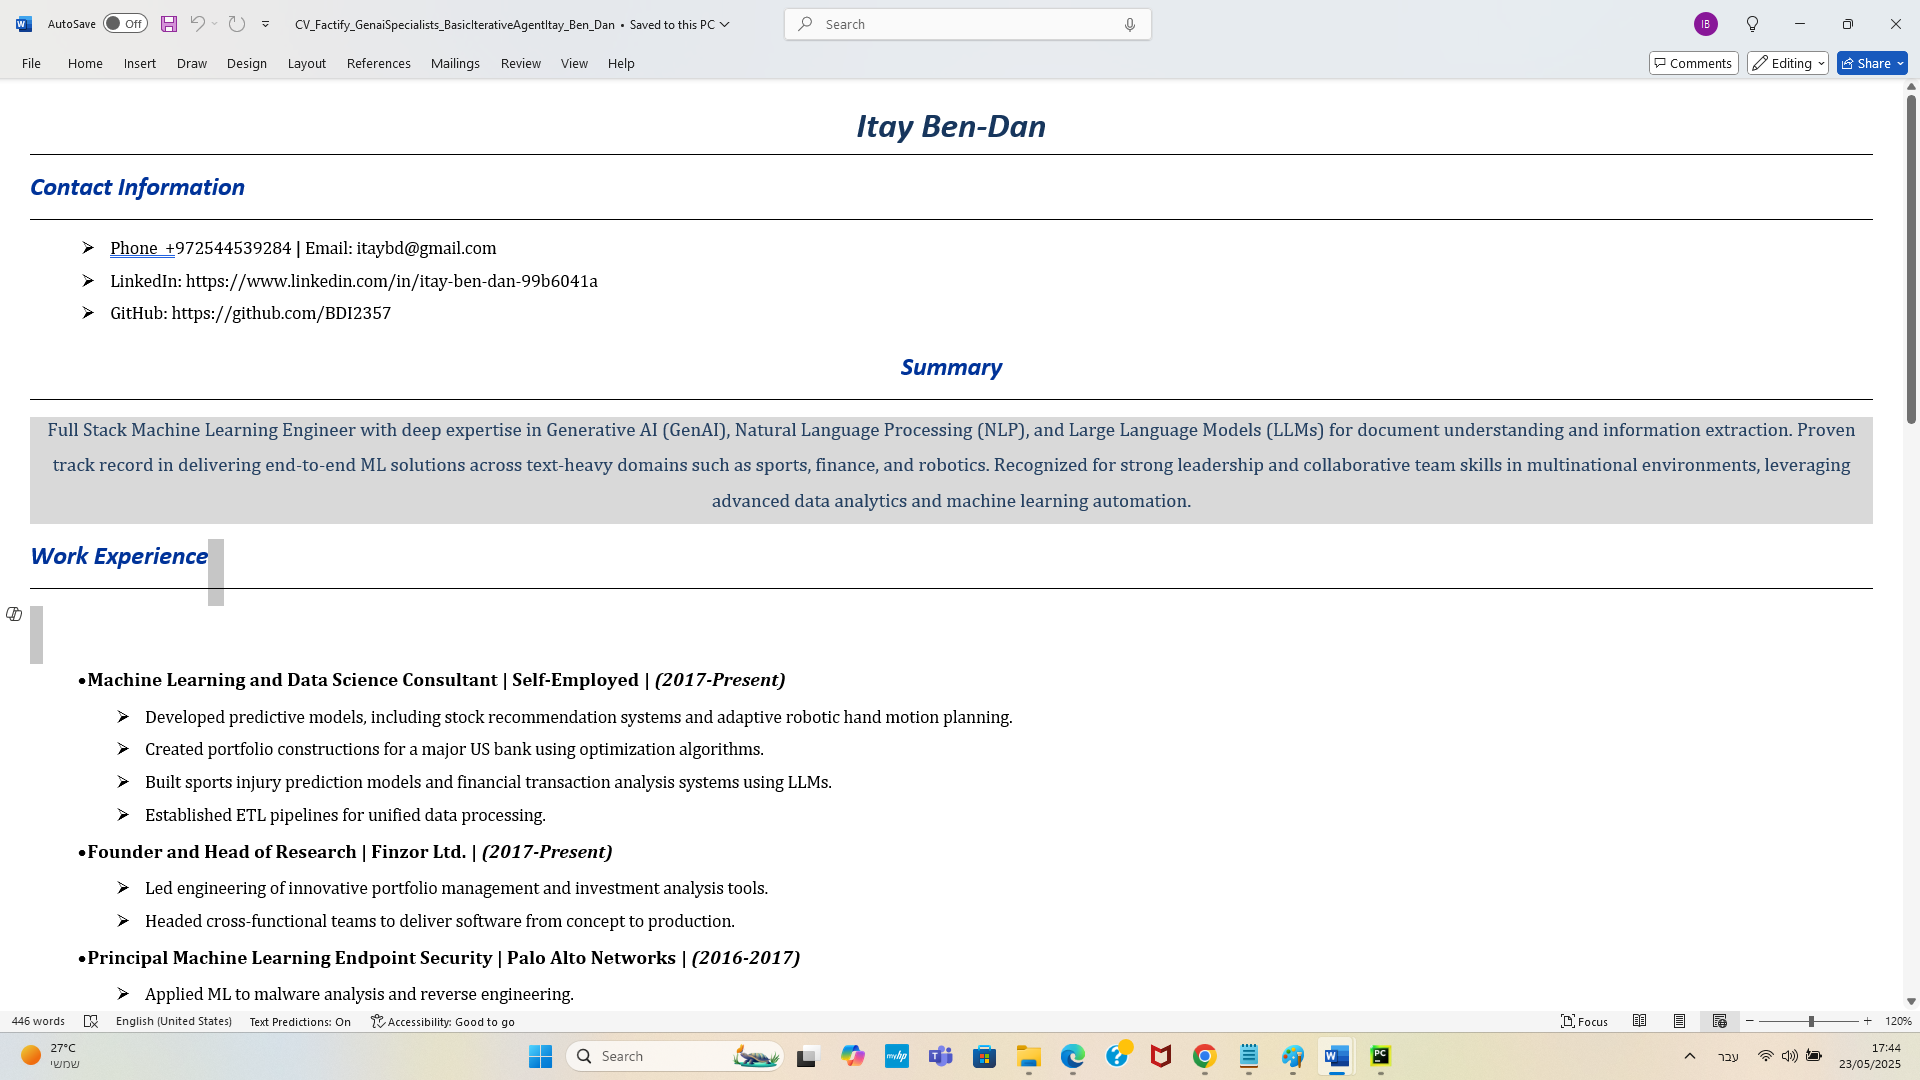 AutoSave Off CV_Factify_GenaiSpecialists_BasicIterativeAgentItay_Ben_Dan • Saved to this PC Search IB
File Home Insert Draw Design Layout References Mailings Review View Help Comments Editing Share
Itay Ben-Dan
Contact Information
➢ Phone +972544539284 | Email: itaybd@gmail.com
➢ LinkedIn: https://www.linkedin.com/in/itay-ben-dan-99b6041a
➢ GitHub: https://github.com/BDI2357
Summary
Full Stack Machine Learning Engineer with deep expertise in Generative AI (GenAI), Natural Language Processing (NLP), and Large Language Models (LLMs) for document understanding and information extraction. Proven
track record in delivering end-to-end ML solutions across text-heavy domains such as sports, finance, and robotics. Recognized for strong leadership and collaborative team skills in multinational environments, leveraging
advanced data analytics and machine learning automation.
Work Experience
•Machine Learning and Data Science Consultant | Self-Employed | (2017-Present)
➢ Developed predictive models, including stock recommendation systems and adaptive robotic hand motion planning.
➢ Created portfolio constructions for a major US bank using optimization algorithms.
➢ Built sports injury prediction models and financial transaction analysis systems using LLMs.
➢ Established ETL pipelines for unified data processing.
•Founder and Head of Research | Finzor Ltd. | (2017-Present)
➢ Led engineering of innovative portfolio management and investment analysis tools.
➢ Headed cross-functional teams to deliver software from concept to production.
•Principal Machine Learning Endpoint Security | Palo Alto Networks | (2016-2017)
➢ Applied ML to malware analysis and reverse engineering.
446 words English (United States) Text Predictions: On Accessibility: Good to go Focus 120%
27°C
שמשי
Search
myhp
PC
עבר
17:44
23/05/2025